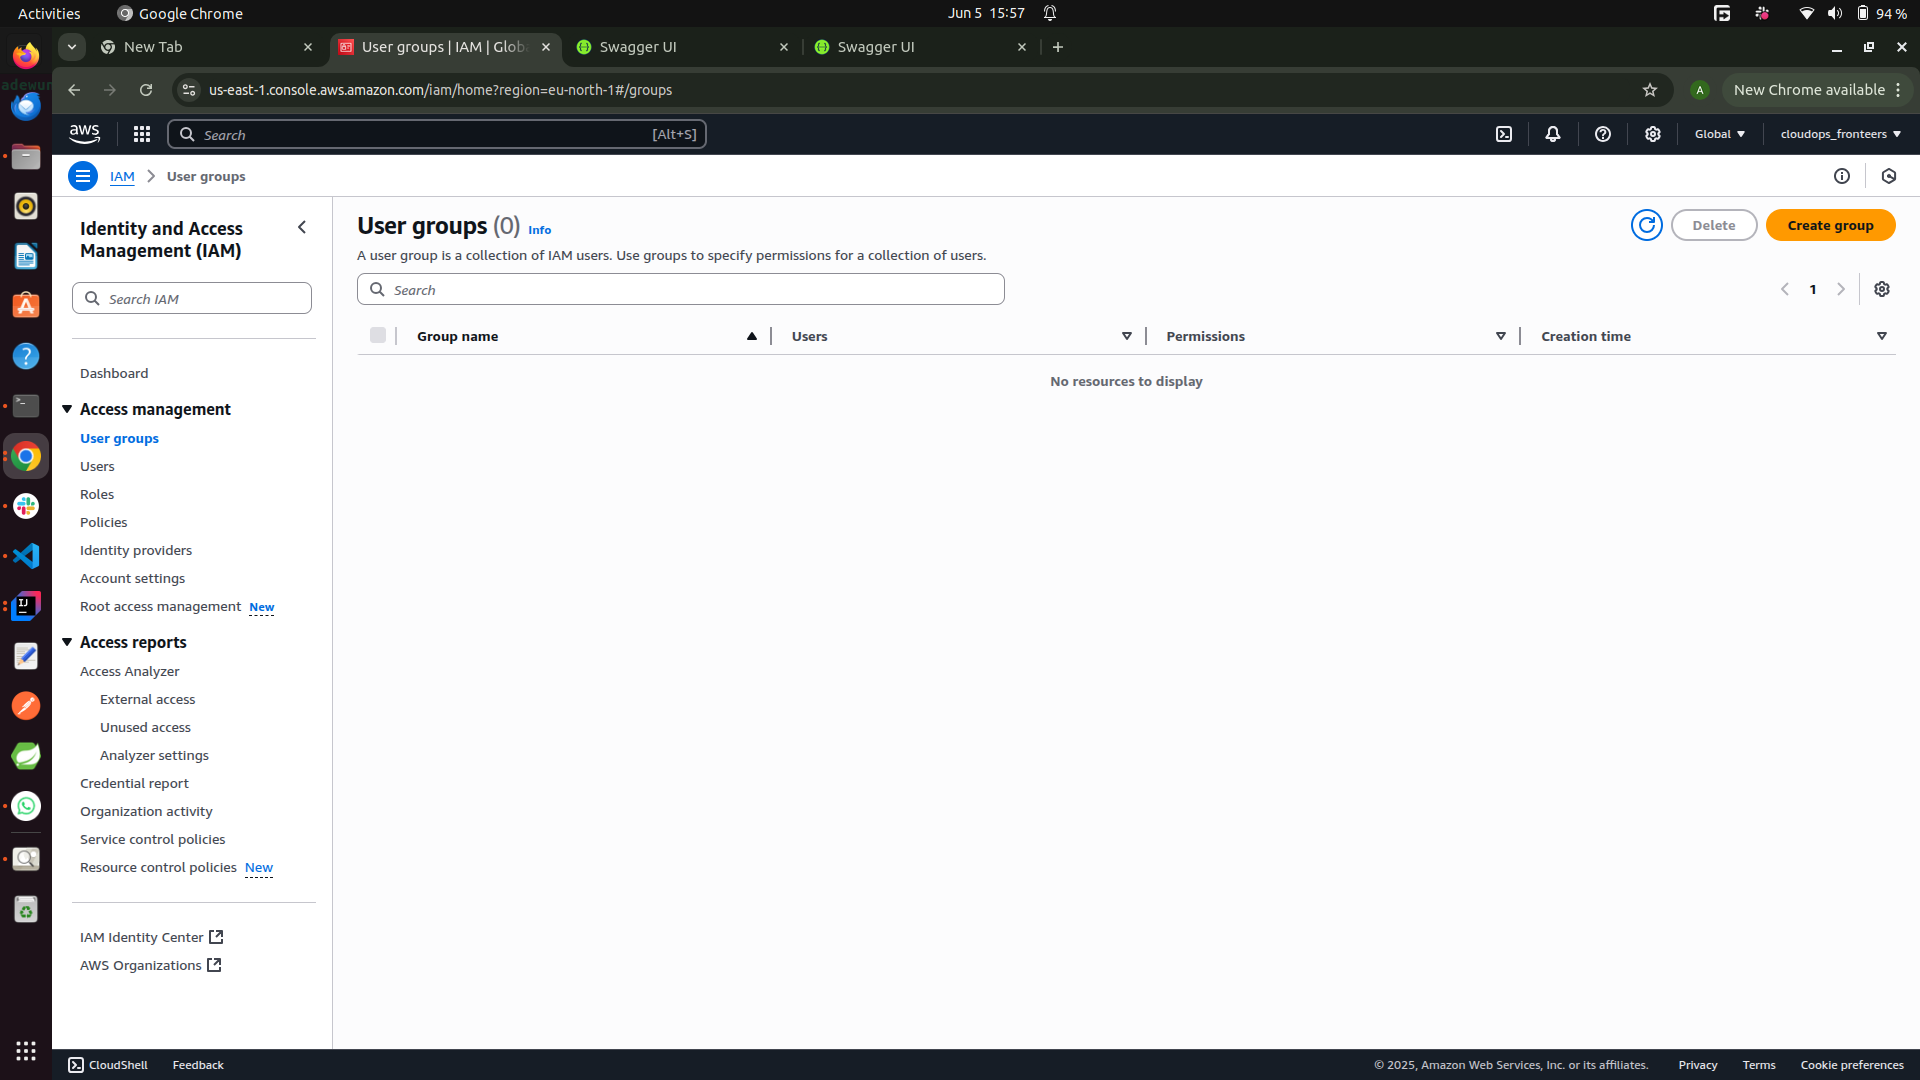 Activities
Google Chrome
Jun 5 15:57
94 %
New Tab
User groups | IAM | Glob
Swagger UI
Swagger UI
us-east-1.console.aws.amazon.com/iam/home?region=eu-north-1#/groups
A
New Chrome available
aws
Search
[Alt+S]
Global
cloudops_fronteers
IAM
User groups
Identity and Access
Management (IAM)
Search IAM
Dashboard
Access management
User groups
Users
Roles
Policies
Identity providers
Account settings
Root access management New
Access reports
Access Analyzer
External access
Unused access
Analyzer settings
Credential report
Organization activity
Service control policies
Resource control policies New
IAM Identity Center
AWS Organizations
User groups (0) Info
A user group is a collection of IAM users. Use groups to specify permissions for a collection of users.
Delete
Create group
Search
1
Group name
Users
Permissions
Creation time
No resources to display
CloudShell
Feedback
© 2025, Amazon Web Services, Inc. or its affiliates.
Privacy
Terms
Cookie preferences